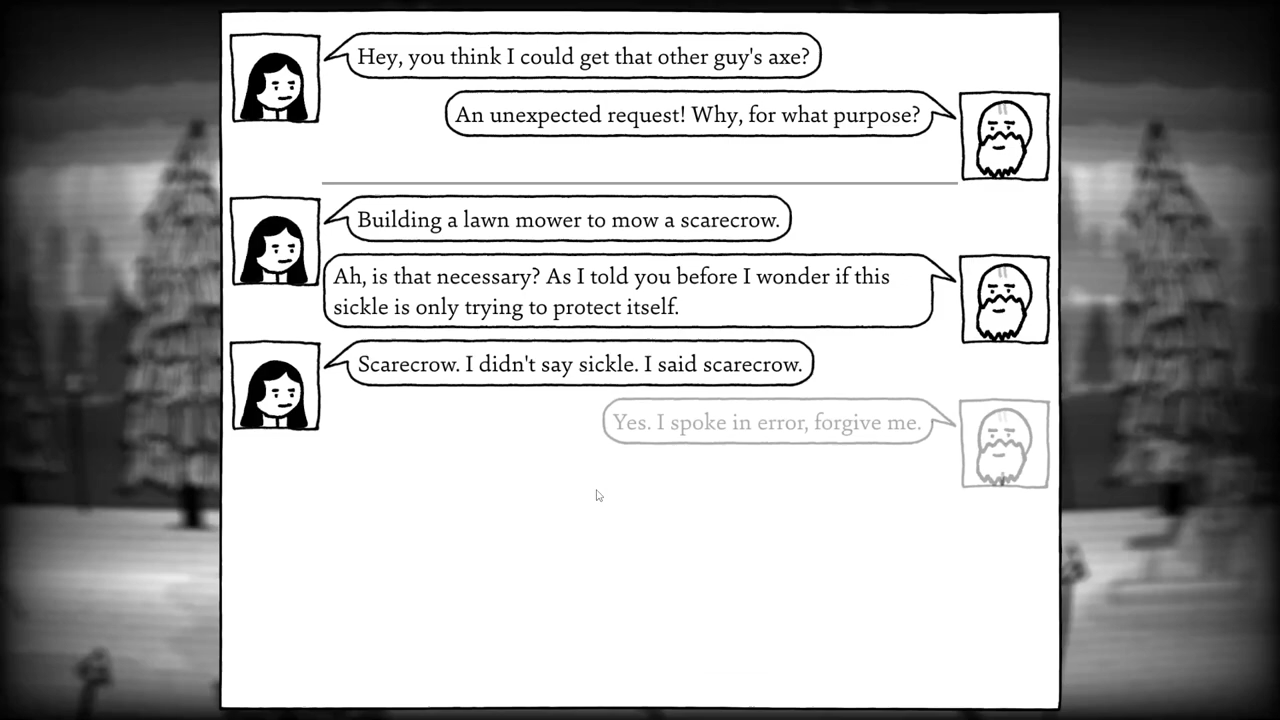 Hey, you think I could get that other guy's axe?
An unexpected request! Why, for what purpose?
Building a lawn mower to mow a scarecrow.
Ah, is that necessary? As I told you before I wonder if this
sickle is only trying to protect itself.
Scarecrow. I didn't say sickle. I said scarecrow.
Yes. I spoke in error, forgive me.